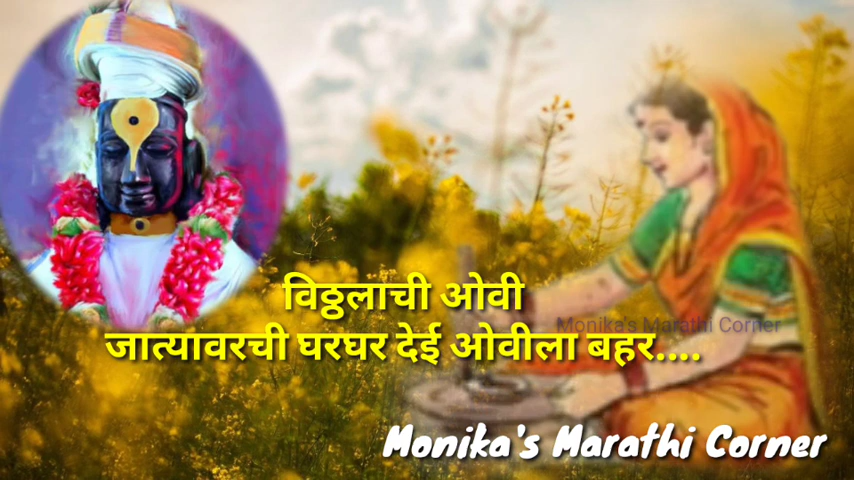 विठ्ठलाची ओवी
Monika's Marathi Corner
जात्यावरची घरघर देई ओवीला बहर....
Monika's Marathi Corner